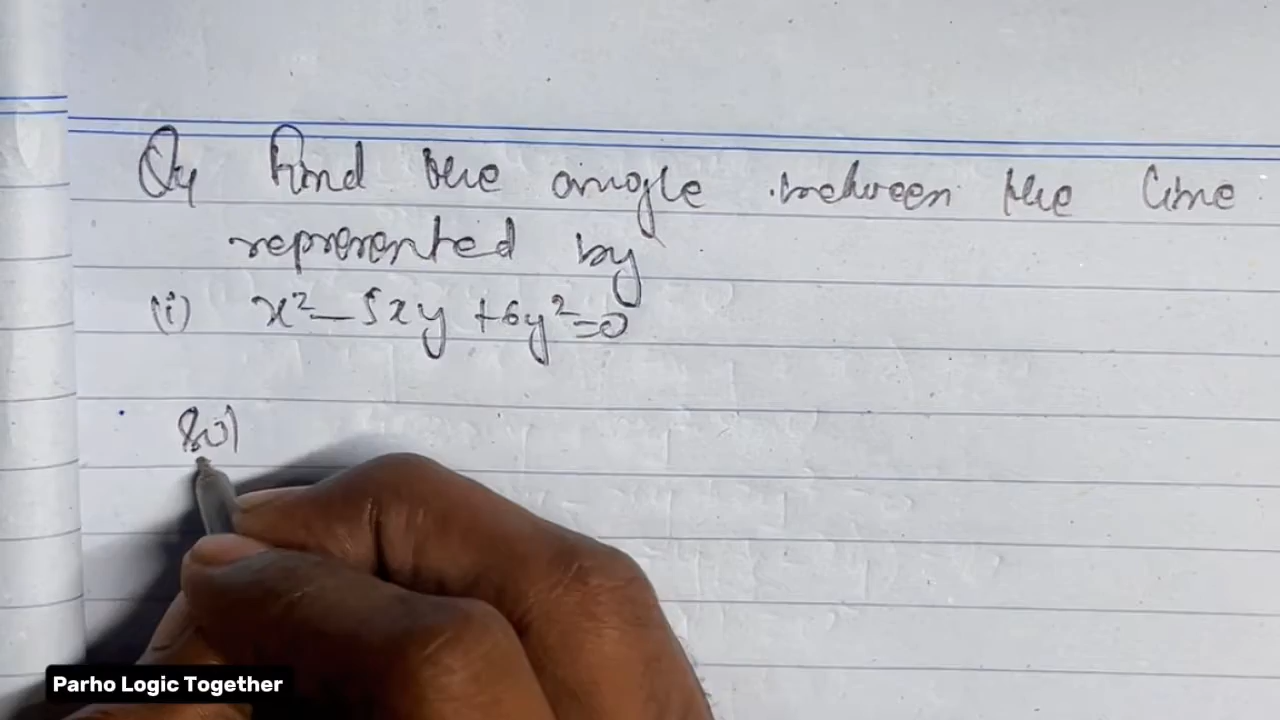 Q4 Find the angle between the line
represented by
(i) x²-5xy+6y²=0
Sol
Parho Logic Together